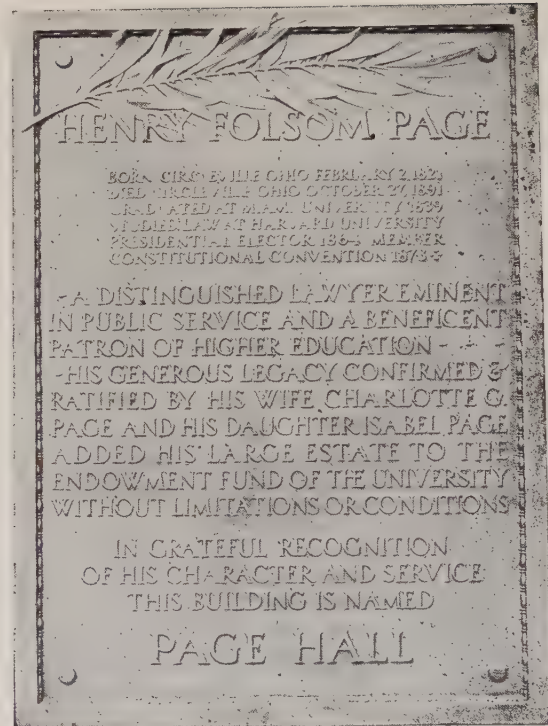 HENRY FOLSOM PAGE
BORN CIRCLEVILLE OHIO FEBRUARY 2, 1821
DIED CIRCLEVILLE OHIO OCTOBER 27, 1891
GRADUATED AT MIAMI UNIVERSITY 1839
STUDIED LAW AT HARVARD UNIVERSITY
PRESIDENTIAL ELECTOR 1864 MEMBER
CONSTITUTIONAL CONVENTION 1873
-A DISTINGUISHED LAWYER EMINENT
IN PUBLIC SERVICE AND A BENEFICENT
PATRON OF HIGHER EDUCATION - - -
-HIS GENEROUS LEGACY CONFIRMED &
RATIFIED BY HIS WIFE CHARLOTTE G
PAGE AND HIS DAUGHTER ISABEL PAGE
ADDED HIS LARGE ESTATE TO THE
ENDOWMENT FUND OF THE UNIVERSITY
WITHOUT LIMITATIONS OR CONDITIONS
IN GRATEFUL RECOGNITION
OF HIS CHARACTER AND SERVICE
THIS BUILDING IS NAMED
PAGE HALL